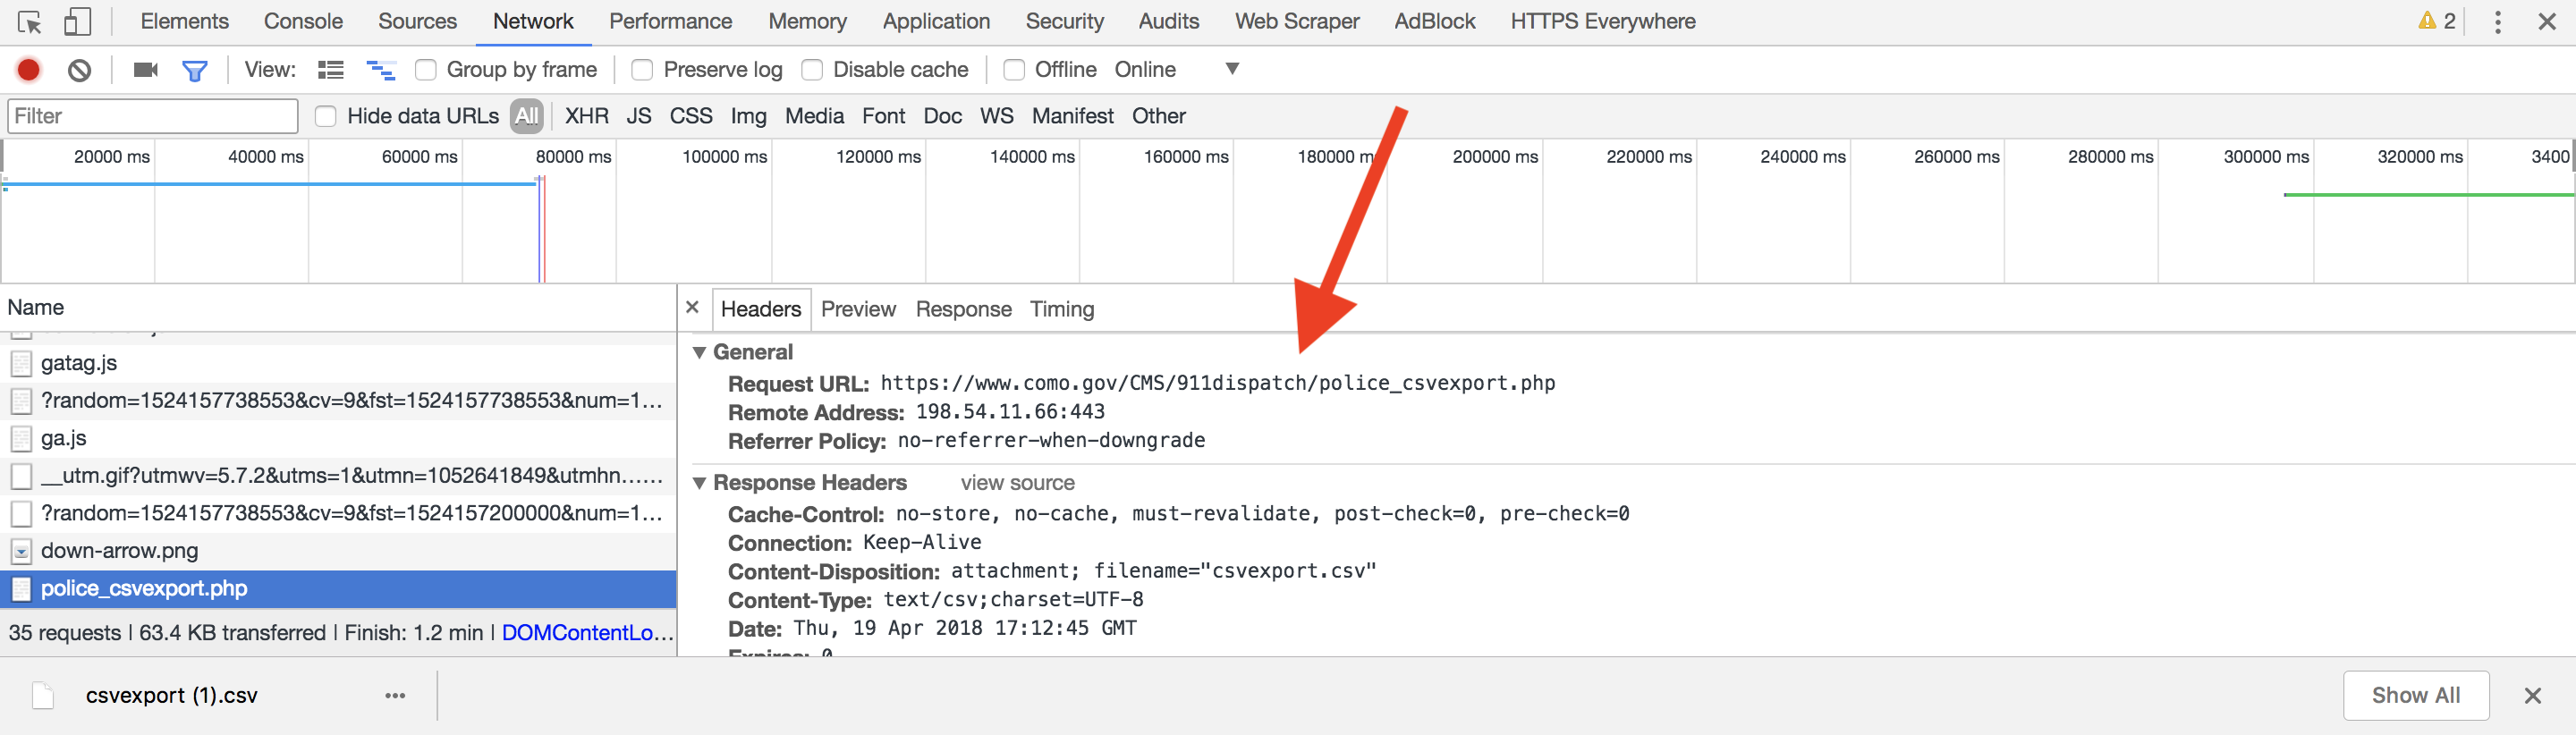 Elements Console Sources Network Performance Memory Application Security Audits Web Scraper AdBlock HTTPS Everywhere 2
View: Group by frame Preserve log Disable cache Offline Online
Filter Hide data URLs All XHR JS CSS Img Media Font Doc WS Manifest Other
20000 ms 40000 ms 60000 ms 80000 ms 100000 ms 120000 ms 140000 ms 160000 ms 180000 m 200000 ms 220000 ms 240000 ms 260000 ms 280000 ms 300000 ms 320000 ms 3400
Name
gatag.js
?random=1524157738553&cv=9&fst=1524157738553&num=1...
ga.js
__utm.gif?utmwv=5.7.2&utms=1&utmn=1052641849&utmhn......
?random=1524157738553&cv=9&fst=1524157200000&num=1...
down-arrow.png
police_csvexport.php
35 requests | 63.4 KB transferred | Finish: 1.2 min | DOMContentLo...
× Headers Preview Response Timing
General
Request URL: https://www.como.gov/CMS/911dispatch/police_csvexport.php
Remote Address: 198.54.11.66:443
Referrer Policy: no-referrer-when-downgrade
Response Headers view source
Cache-Control: no-store, no-cache, must-revalidate, post-check=0, pre-check=0
Connection: Keep-Alive
Content-Disposition: attachment; filename="csvexport.csv"
Content-Type: text/csv;charset=UTF-8
Date: Thu, 19 Apr 2018 17:12:45 GMT
Expires: 0
csvexport (1).csv Show All